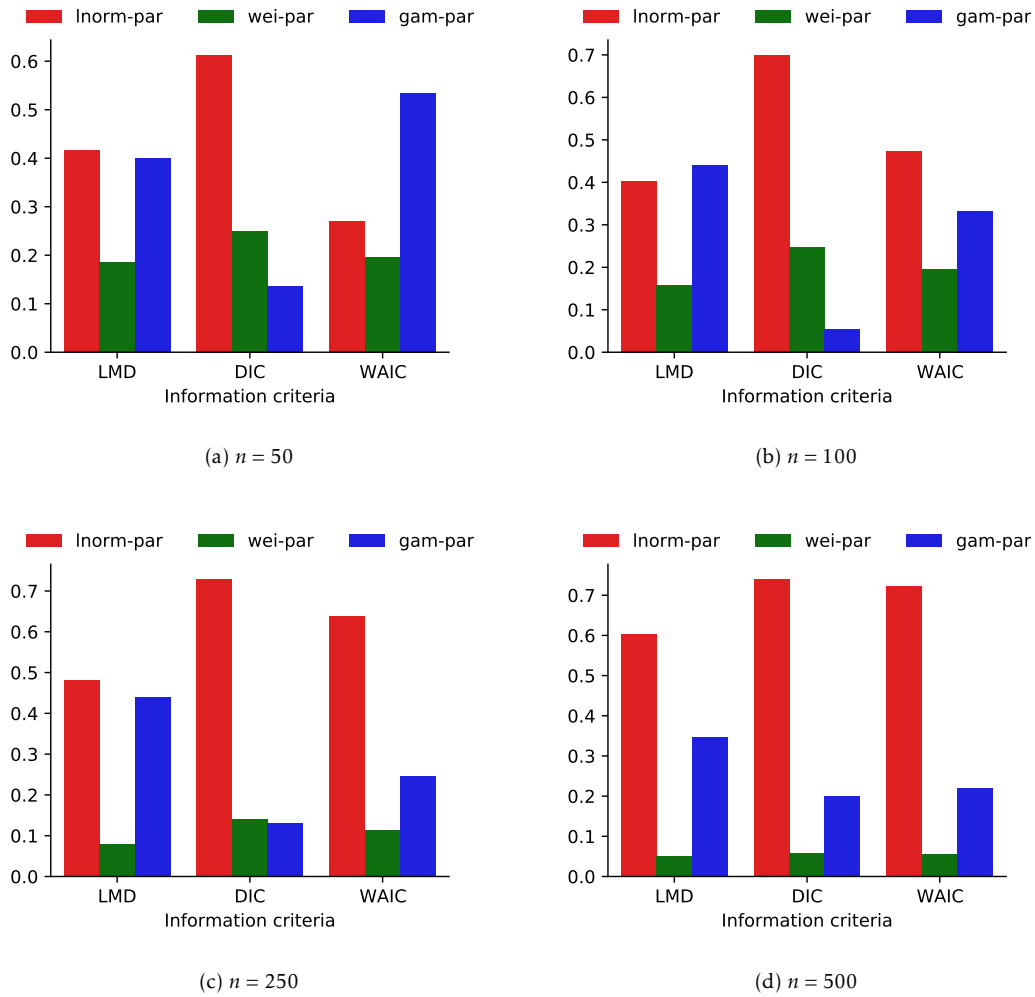 lnorm-par wei-par gam-par
0.6
0.5
0.4
0.3
0.2
0.1
0.0
LMD DIC WAIC
Information criteria
(a) n = 50
lnorm-par wei-par gam-par
0.7
0.6
0.5
0.4
0.3
0.2
0.1
0.0
LMD DIC WAIC
Information criteria
(b) n = 100
lnorm-par wei-par gam-par
0.7
0.6
0.5
0.4
0.3
0.2
0.1
0.0
LMD DIC WAIC
Information criteria
(c) n = 250
lnorm-par wei-par gam-par
0.7
0.6
0.5
0.4
0.3
0.2
0.1
0.0
LMD DIC WAIC
Information criteria
(d) n = 500